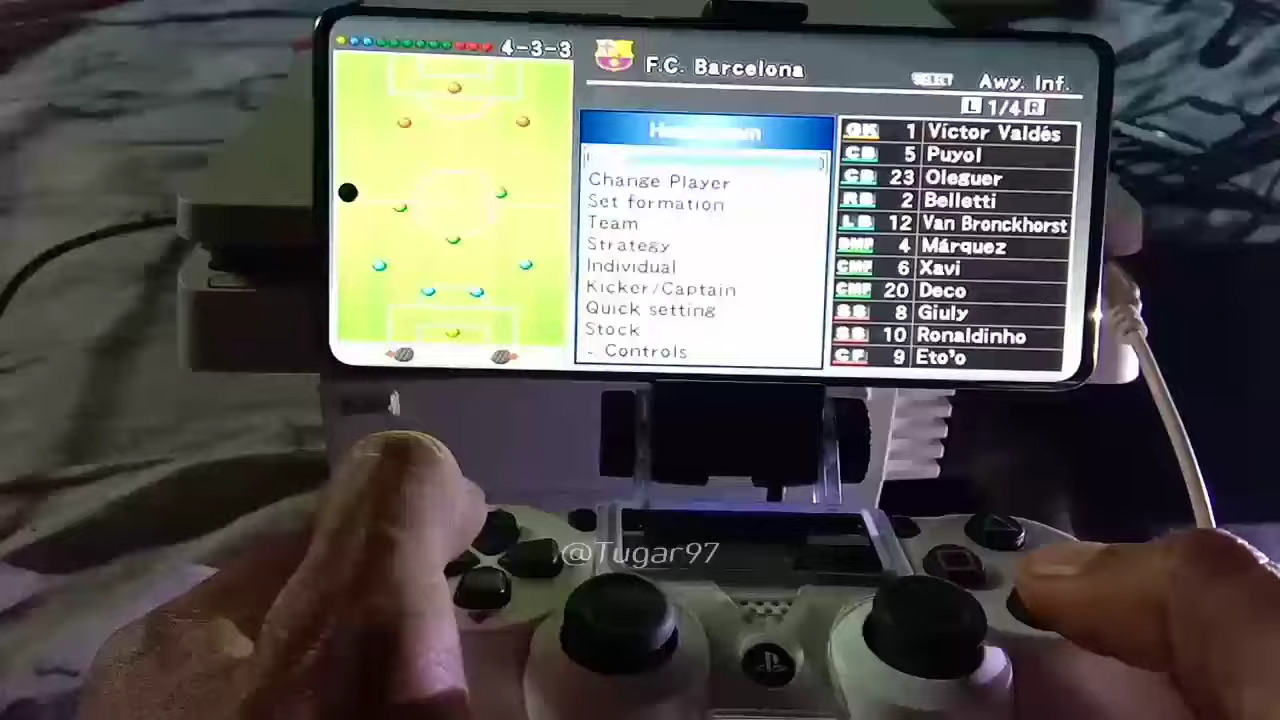 4-3-3
F.C. Barcelona
SELECT Awy. Inf.
L 1/4 R
Change Player
Set formation
Team
Strategy
Individual
Kicker/Captain
Quick setting
Stock
- Controls
GK 1 Víctor Valdés
CB 5 Puyol
CB 23 Oleguer
RB 2 Belletti
LB 12 Van Bronckhorst
DMF 4 Márquez
CMF 6 Xavi
CMF 20 Deco
SS 8 Giuly
SS 10 Ronaldinho
CF 9 Eto'o
@Tugar97